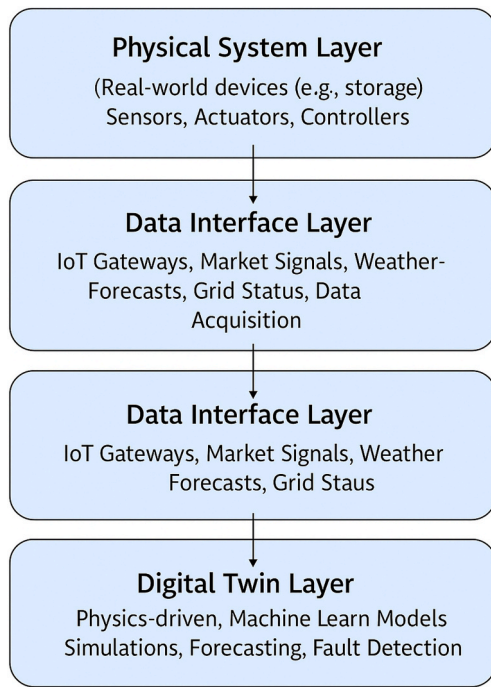 Physical System Layer
(Real-world devices (e.g., storage)
Sensors, Actuators, Controllers
Data Interface Layer
IoT Gateways, Market Signals, Weather-
Forecasts, Grid Status, Data
Acquisition
Data Interface Layer
IoT Gateways, Market Signals, Weather
Forecasts, Grid Staus
Digital Twin Layer
Physics-driven, Machine Learn Models
Simulations, Forecasting, Fault Detection